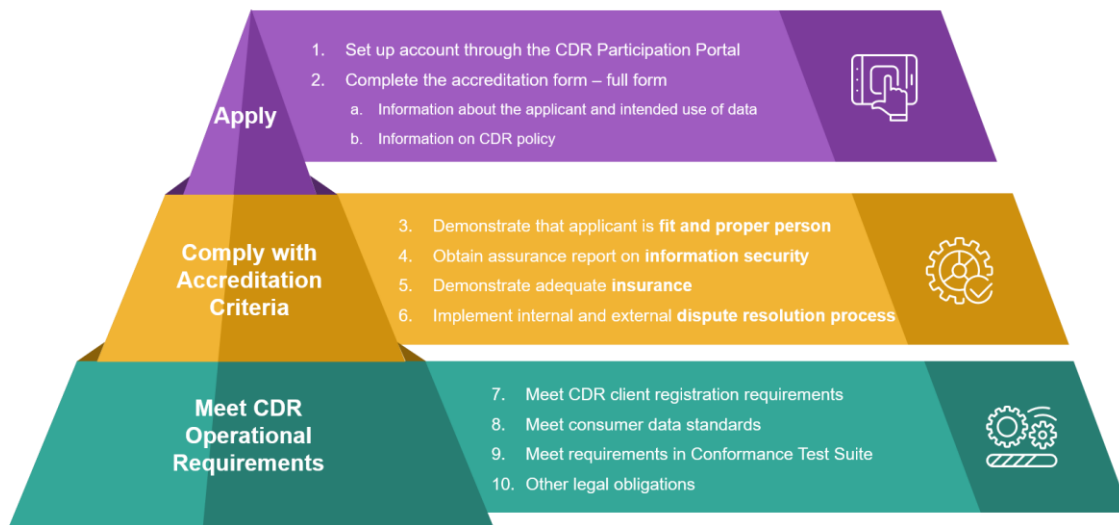 Apply
1. Set up account through the CDR Participation Portal
2. Complete the accreditation form – full form
a. Information about the applicant and intended use of data
b. Information on CDR policy
Comply with
Accreditation
Criteria
3. Demonstrate that applicant is fit and proper person
4. Obtain assurance report on information security
5. Demonstrate adequate insurance
6. Implement internal and external dispute resolution process
Meet CDR
Operational
Requirements
7. Meet CDR client registration requirements
8. Meet consumer data standards
9. Meet requirements in Conformance Test Suite
10. Other legal obligations